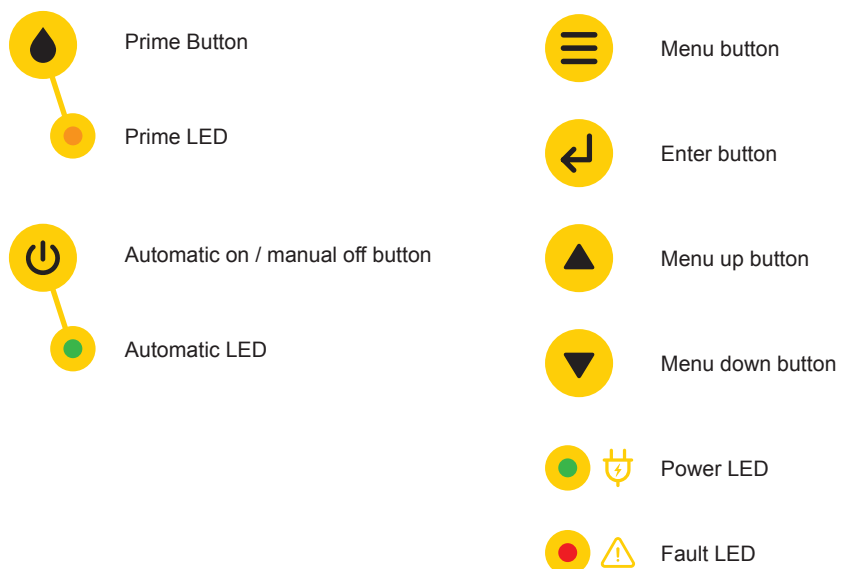 Prime Button
Prime LED
Automatic on / manual off button
Automatic LED
Menu button
Enter button
Menu up button
Menu down button
Power LED
Fault LED